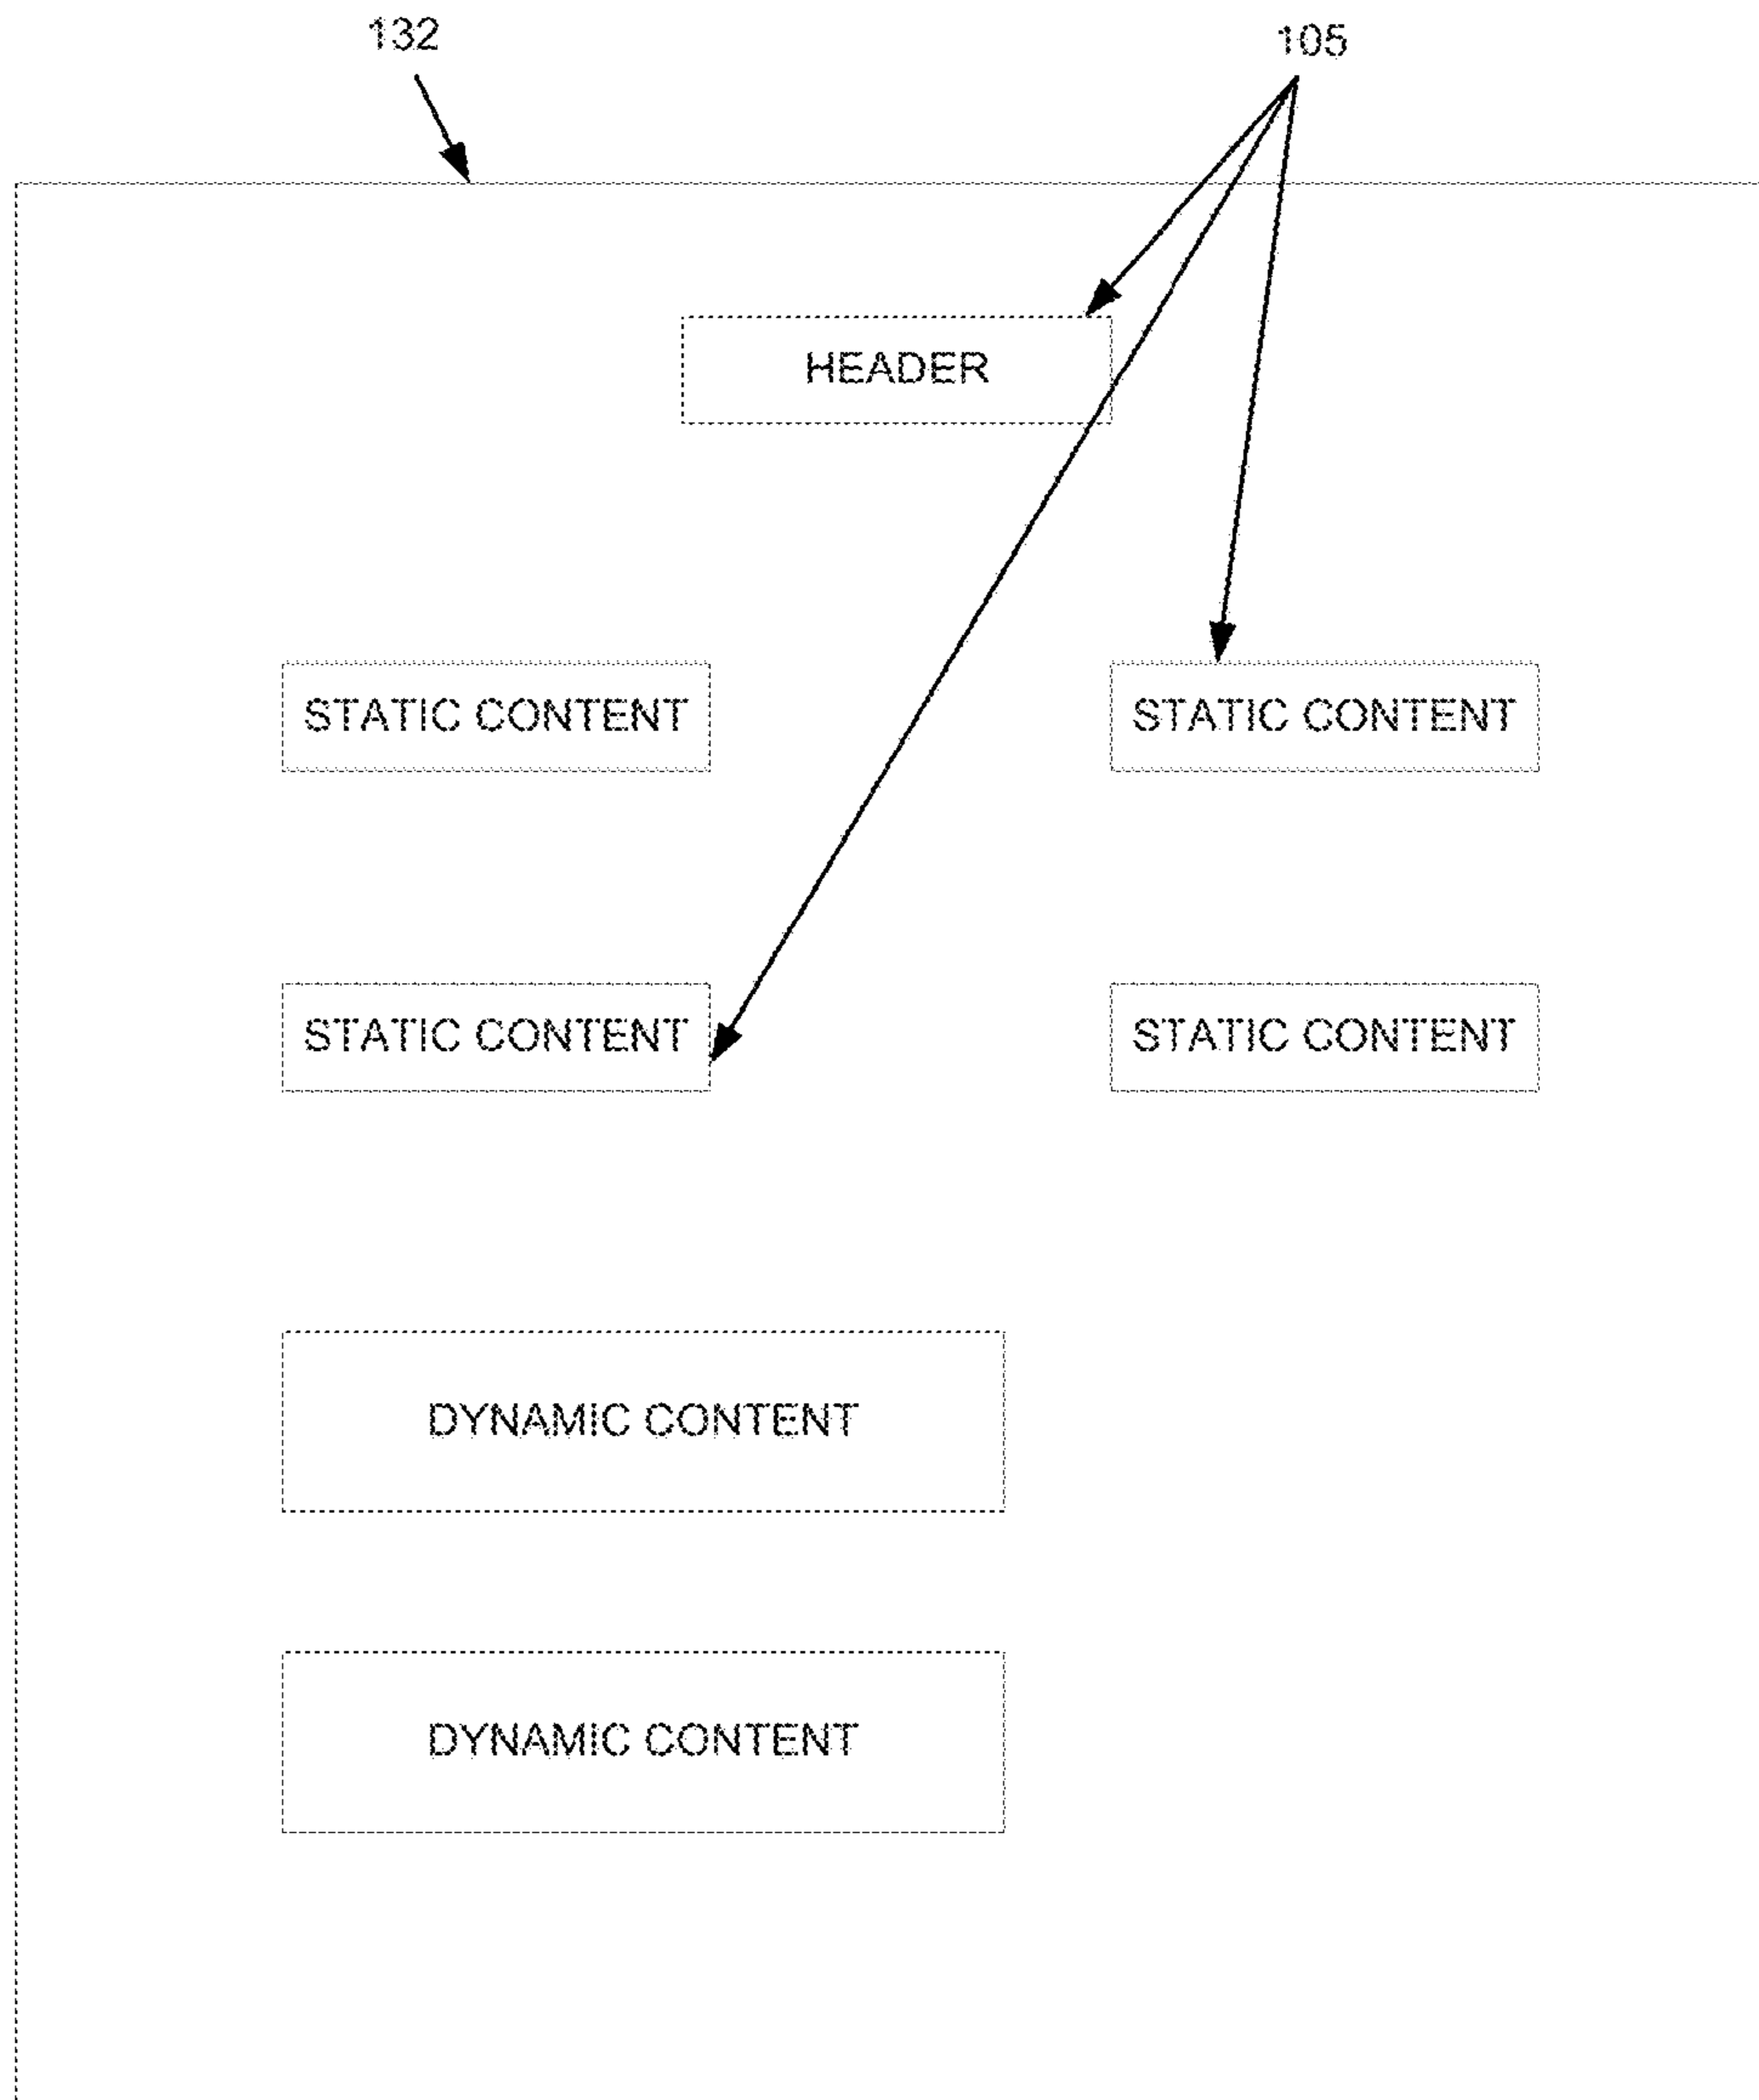 132 105
HEADER
STATIC CONTENT STATIC CONTENT
STATIC CONTENT STATIC CONTENT
DYNAMIC CONTENT
DYNAMIC CONTENT